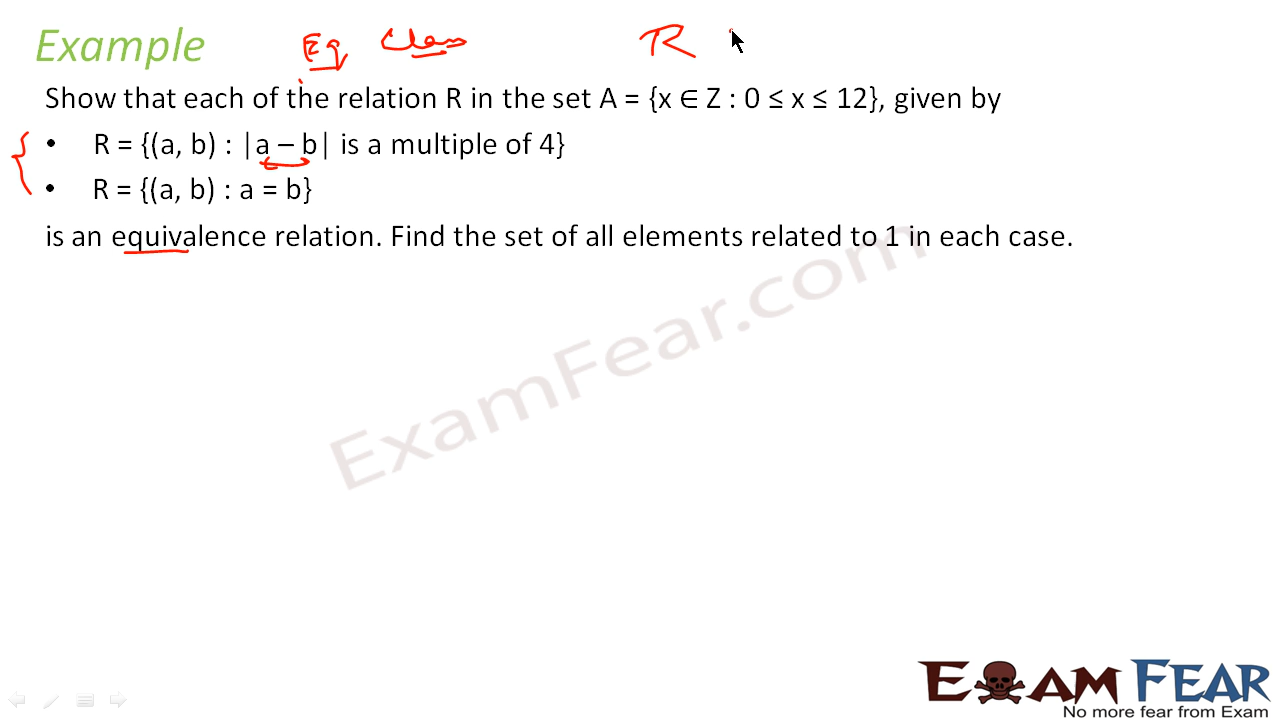 Example Eq Class R
Show that each of the relation R in the set A = {x ∈ Z : 0 ≤ x ≤ 12}, given by
• R = {(a, b) : |a – b| is a multiple of 4}
• R = {(a, b) : a = b}
is an equivalence relation. Find the set of all elements related to 1 in each case.
ExamFear.com
EXAM FEAR
No more fear from Exam